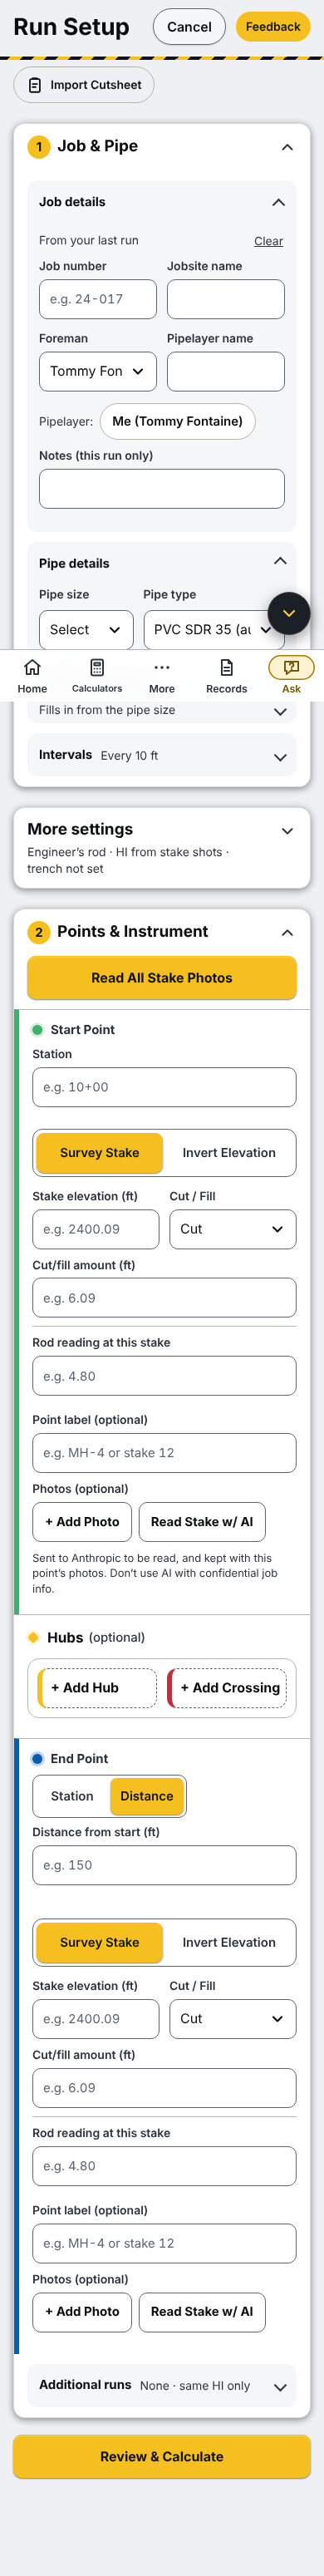 Run Setup
Cancel
Feedback
Import Cutsheet
1 Job & Pipe
Job details
From your last run
Clear
Job number
Jobsite name
e.g. 24-017
Foreman
Pipelayer name
Tommy Fon
Pipelayer:
Me (Tommy Fontaine)
Notes (this run only)
Pipe details
Pipe size
Pipe type
Select
PVC SDR 35 (au
Home
Calculators
More
Records
Ask
Fills in from the pipe size
Intervals Every 10 ft
More settings
Engineer's rod · HI from stake shots ·
trench not set
2 Points & Instrument
Read All Stake Photos
Start Point
Station
e.g. 10+00
Survey Stake
Invert Elevation
Stake elevation (ft)
Cut / Fill
e.g. 2400.09
Cut
Cut/fill amount (ft)
e.g. 6.09
Rod reading at this stake
e.g. 4.80
Point label (optional)
e.g. MH-4 or stake 12
Photos (optional)
+ Add Photo
Read Stake w/ AI
Sent to Anthropic to be read, and kept with this
point's photos. Don't use AI with confidential job
info.
Hubs (optional)
+ Add Hub
+ Add Crossing
End Point
Station
Distance
Distance from start (ft)
e.g. 150
Survey Stake
Invert Elevation
Stake elevation (ft)
Cut / Fill
e.g. 2400.09
Cut
Cut/fill amount (ft)
e.g. 6.09
Rod reading at this stake
e.g. 4.80
Point label (optional)
e.g. MH-4 or stake 12
Photos (optional)
+ Add Photo
Read Stake w/ AI
Additional runs None · same HI only
Review & Calculate